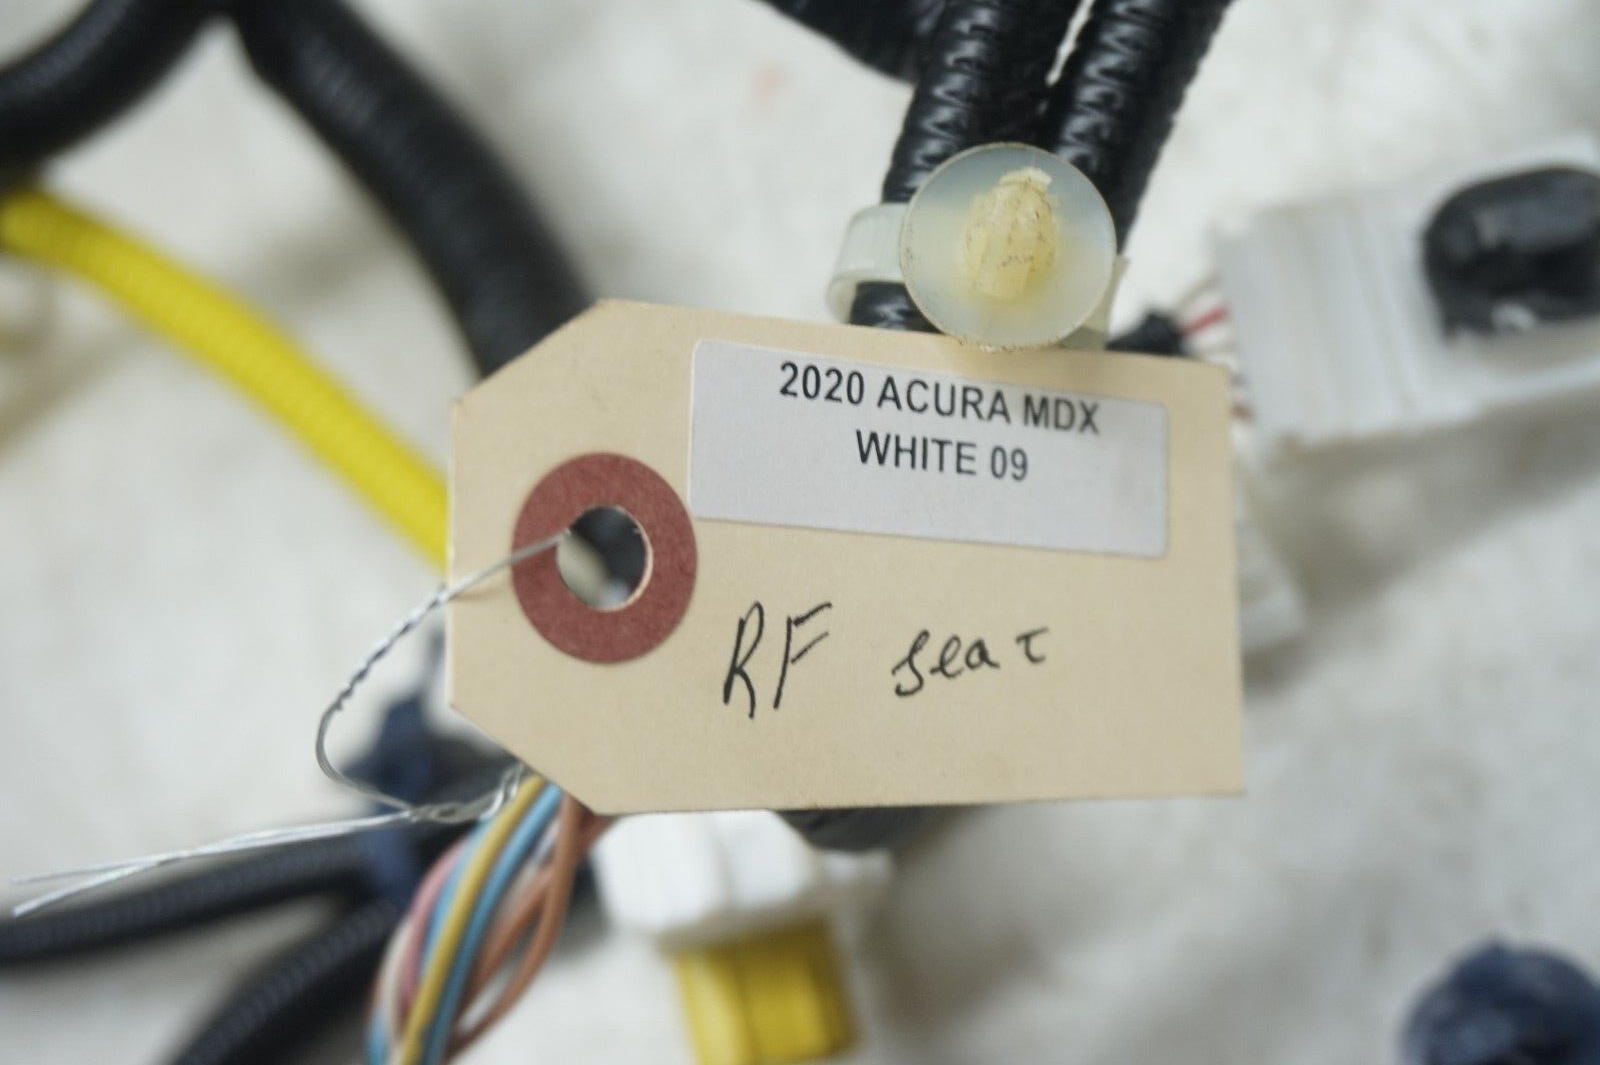 2020 ACURA MDX
WHITE 09
RF seat